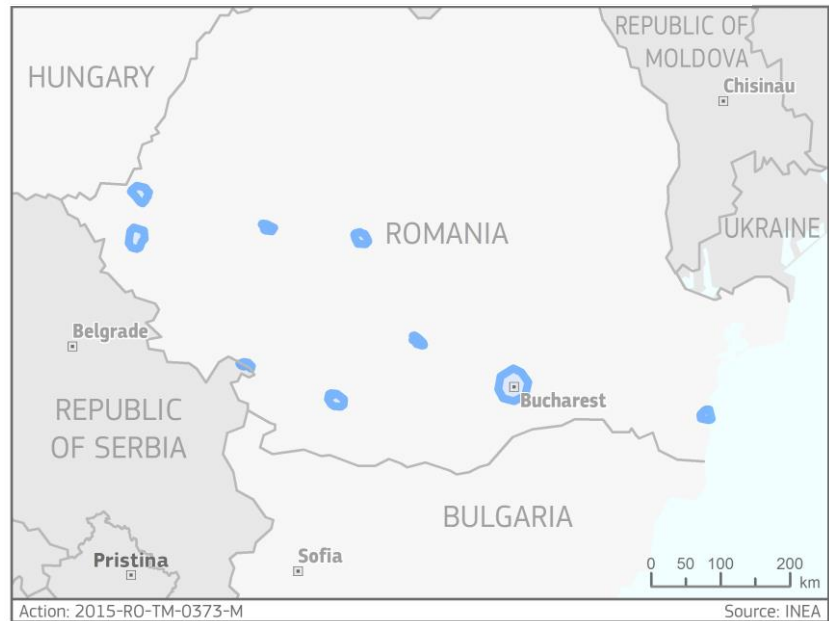 REPUBLIC OF
MOLDOVA
HUNGARY
Chisinau
ROMANIA
UKRAINE
Belgrade
Bucharest
REPUBLIC
OF SERBIA
BULGARIA
Pristina
Sofia
0 50 100 200
km
Action: 2015-RO-TM-0373-M
Source: INEA